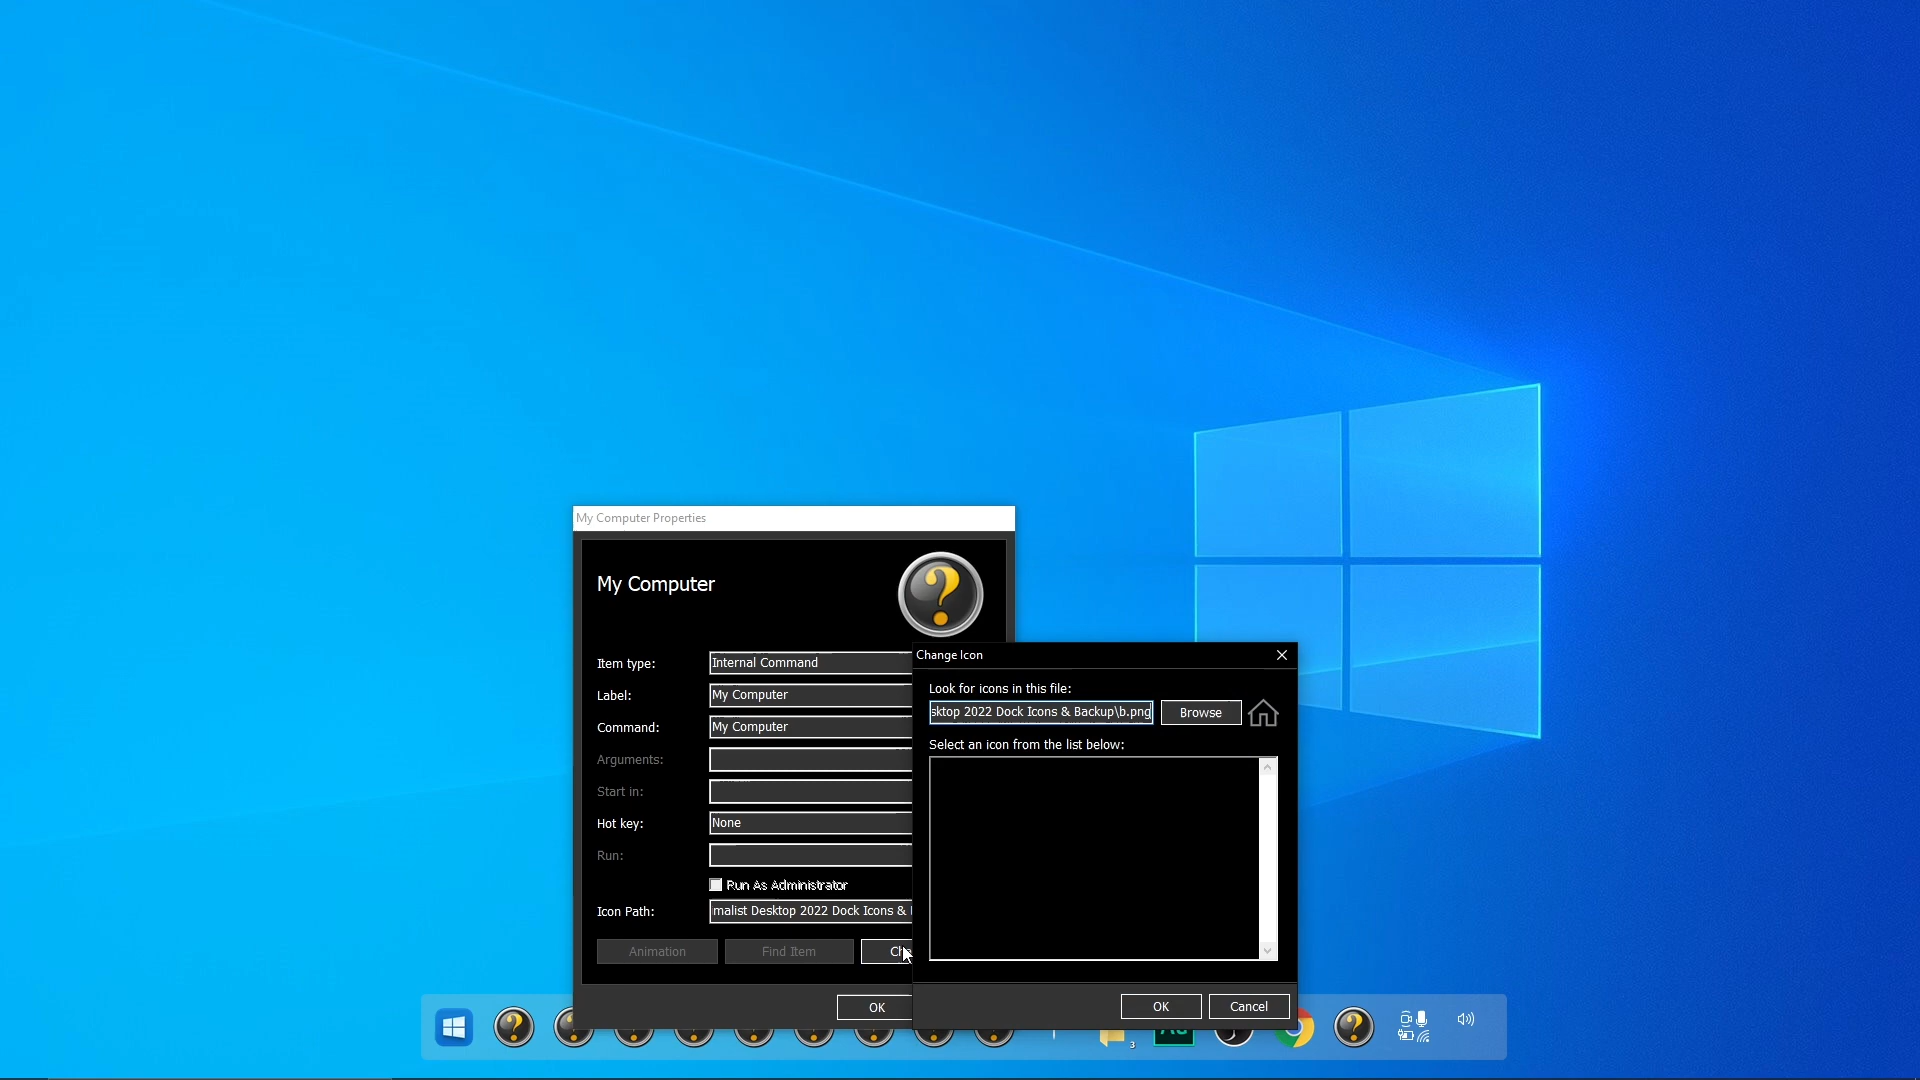 My Computer Properties
My Computer
Item type:
Internal Command
Label:
My Computer
Command:
My Computer
Arguments:
Start in:
Hot key:
None
Run:
Run As Administrator
Icon Path:
malist Desktop 2022 Dock Icons &
Animation
Find Item
OK
Change Icon
Look for icons in this file:
sktop 2022 Dock Icons & Backup\b.png
Browse
Select an icon from the list below:
OK
Cancel
3